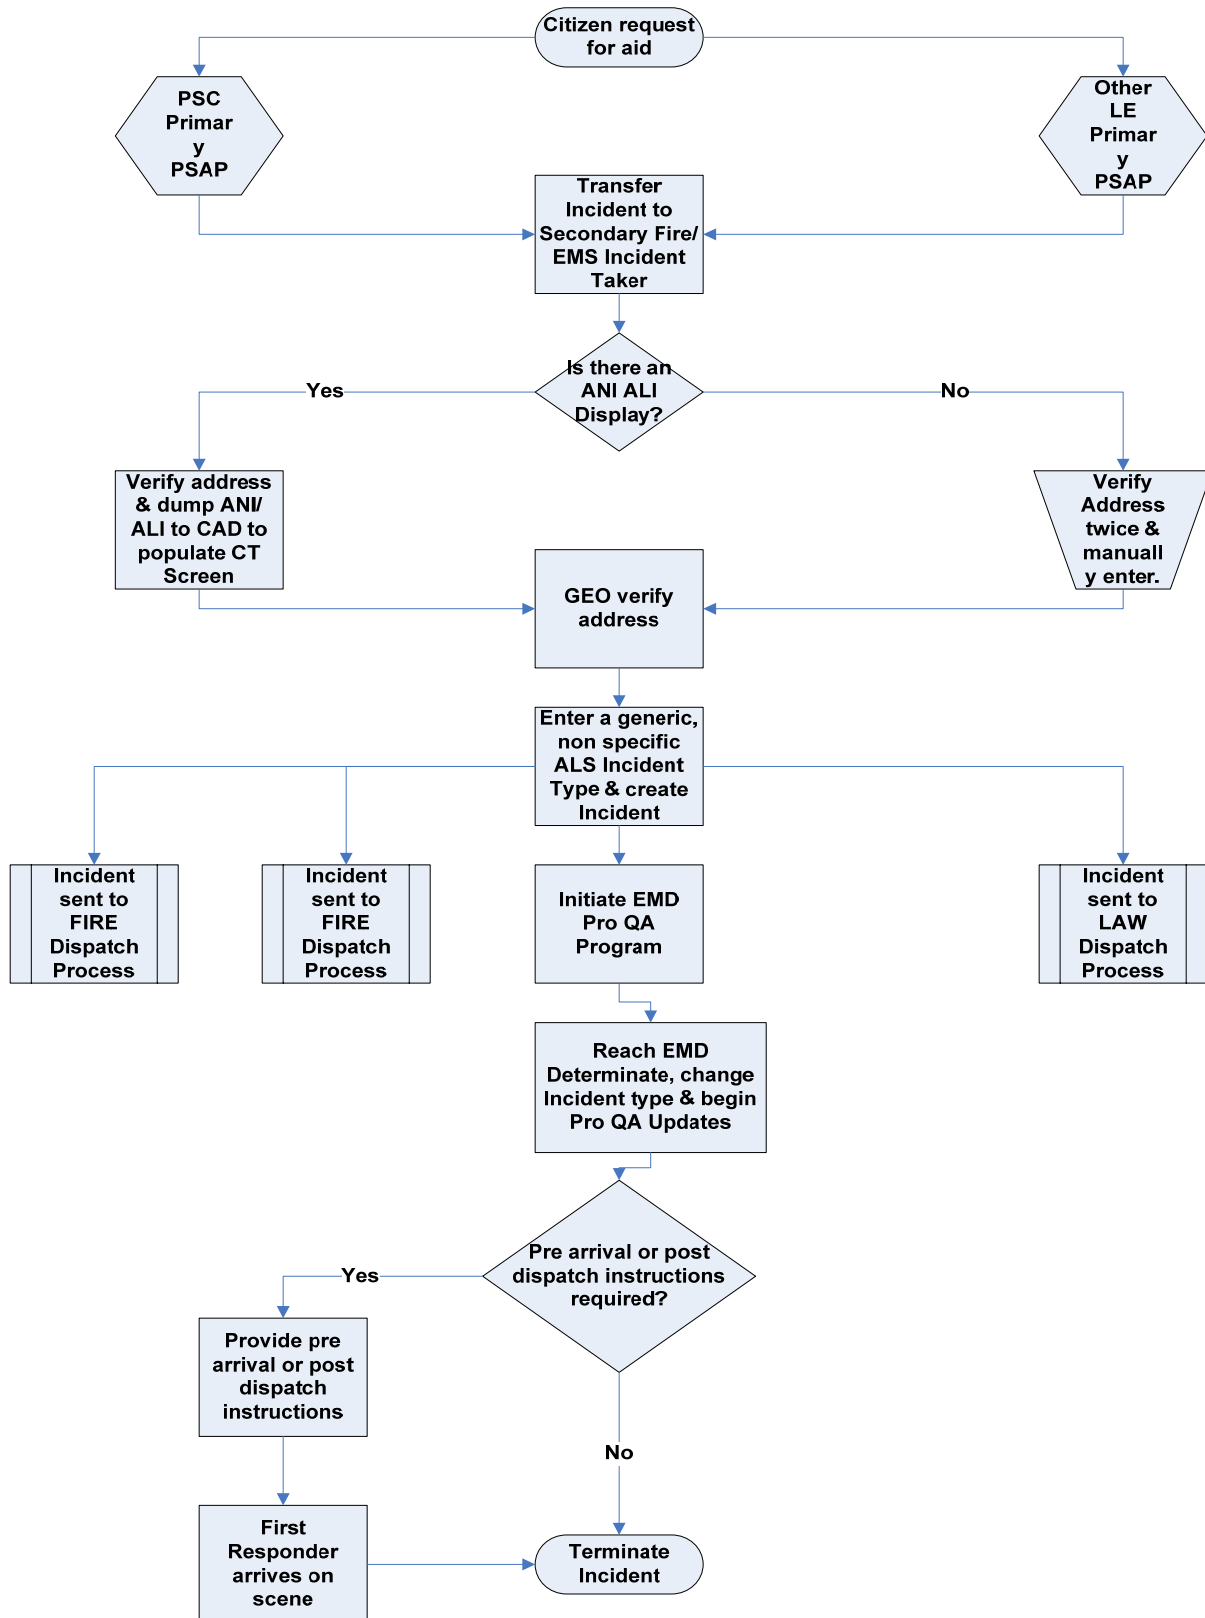 Citizen request
for aid
PSC
Primar
y
PSAP
Other
LE
Primar
y
PSAP
Transfer
Incident to
Secondary Fire/
EMS Incident
Taker
Is there an
ANI ALI
Display?
Yes
No
Verify address
& dump ANI/
ALI to CAD to
populate CT
Screen
Verify
Address
twice &
manuall
y enter.
GEO verify
address
Enter a generic,
non specific
ALS Incident
Type & create
Incident
Incident
sent to
FIRE
Dispatch
Process
Incident
sent to
FIRE
Dispatch
Process
Initiate EMD
Pro QA
Program
Incident
sent to
LAW
Dispatch
Process
Reach EMD
Determinate, change
Incident type & begin
Pro QA Updates
Pre arrival or post
dispatch instructions
required?
Yes
Provide pre
arrival or post
dispatch
instructions
No
First
Responder
arrives on
scene
Terminate
Incident